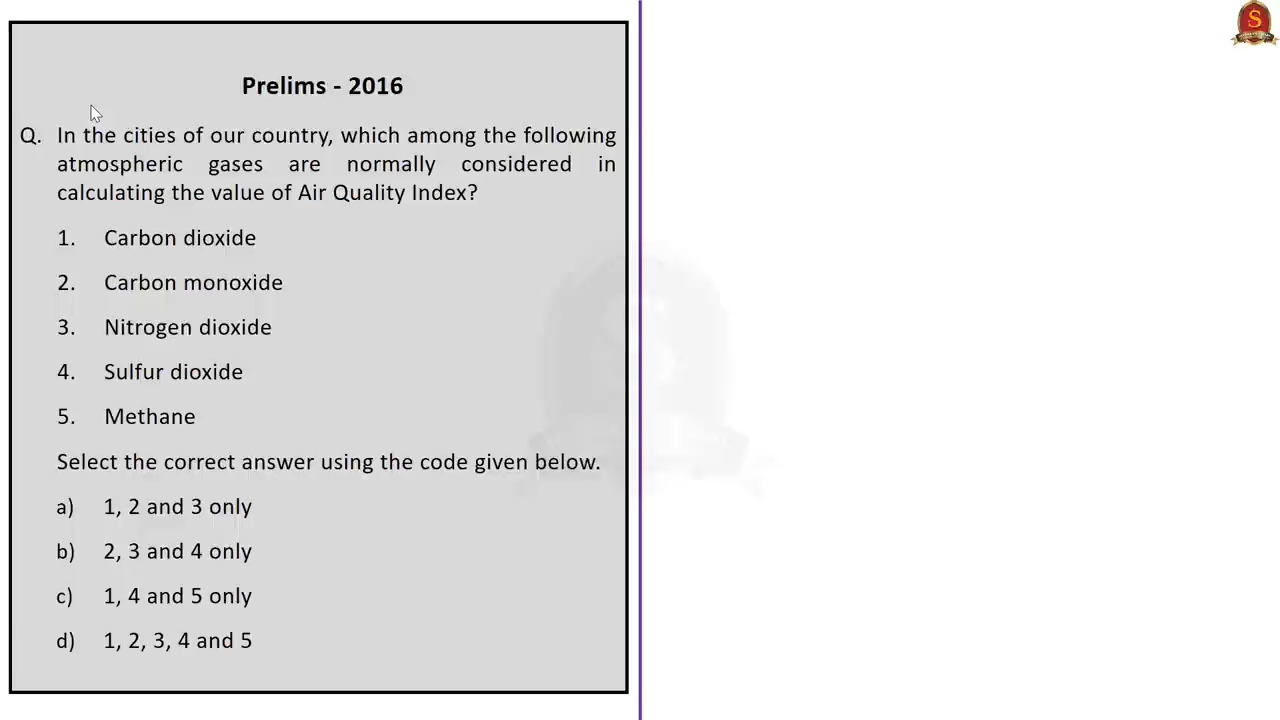 Prelims - 2016
Q. In the cities of our country, which among the following
atmospheric gases are normally considered in
calculating the value of Air Quality Index?
1. Carbon dioxide
2. Carbon monoxide
3. Nitrogen dioxide
4. Sulfur dioxide
5. Methane
Select the correct answer using the code given below.
a) 1, 2 and 3 only
b) 2, 3 and 4 only
c) 1, 4 and 5 only
d) 1, 2, 3, 4 and 5
S